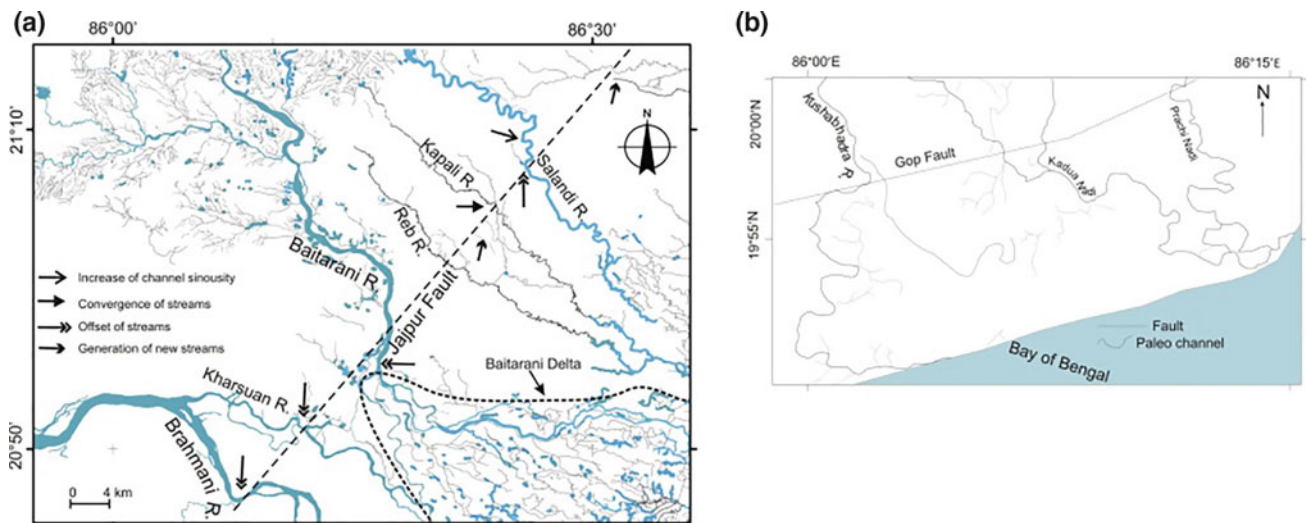 (a)
86°00'
86°30'
21°10'
20°50'
N
Kapali R.
Salandi R.
Reb R.
Baitarani R.
Jajpur Fault
Increase of channel sinousity
Convergence of streams
Offset of streams
Generation of new streams
Baitarani Delta
Kharsuan R.
Brahmani R.
0 4 km
(b)
86°00'E
86°15'E
20°00'N
19°55'N
N
Kushabhadra R.
Gop Fault
Kadua Nadi
Prachi Nadi
Fault
Paleo channel
Bay of Bengal